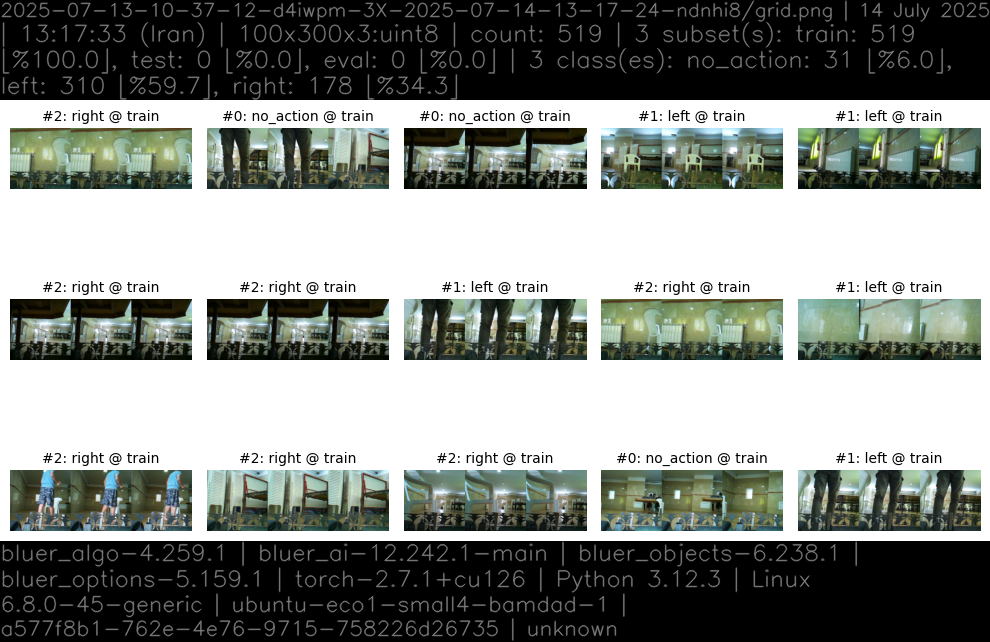 2025-07-13-10-37-12-d4iwpm-3X-2025-07-14-13-17-24-ndnhi8/grid.png | 14 July 2025
| 13:17:33 (Iran) | 100x300x3:uint8 | count: 519 | 3 subset(s): train: 519
[%100.0], test: 0 [%0.0], eval: 0 [%0.0] | 3 class(es): no_action: 31 [%6.0],
left: 310 [%59.7], right: 178 [%34.3]
#2: right @ train
#0: no_action @ train
#0: no_action @ train
#1: left @ train
#1: left @ train
#2: right @ train
#2: right @ train
#1: left @ train
#2: right @ train
#1: left @ train
#2: right @ train
#2: right @ train
#2: right @ train
#0: no_action @ train
#1: left @ train
bluer_algo-4.259.1 | bluer_ai-12.242.1-main | bluer_objects-6.238.1 |
bluer_options-5.159.1 | torch-2.7.1+cu126 | Python 3.12.3 | Linux
6.8.0-45-generic | ubuntu-eco1-small4-bamdad-1 |
a577f8b1-762e-4e76-9715-758226d26735 | unknown